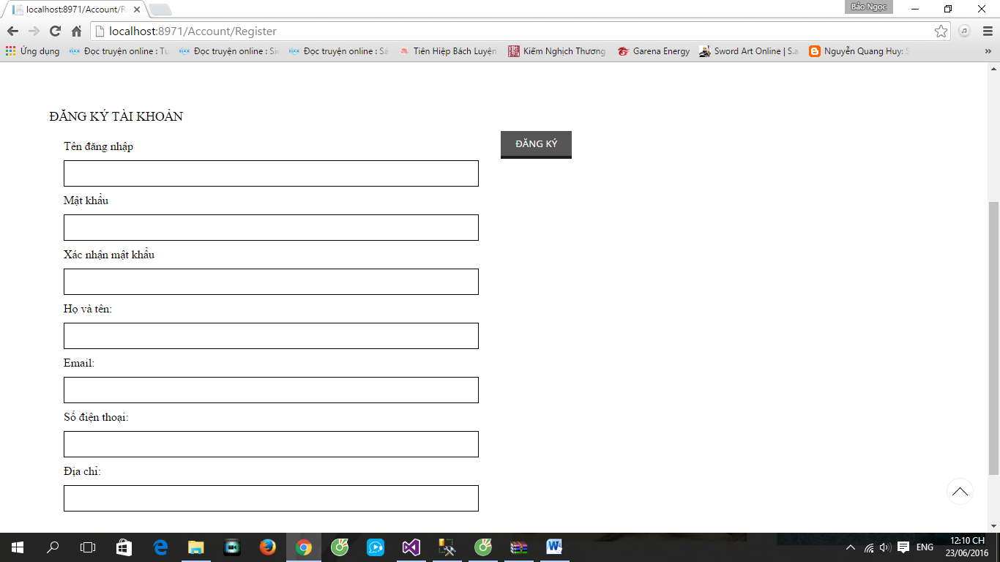 localhost:8971/Account/R
Bảo Ngọc
localhost:8971/Account/Register
Ứng dụng
Đọc truyện online : Tu
Đọc truyện online : Siê
Đọc truyện online : Sá
Tiên Hiệp Bách Luyện
Kiếm Nghịch Thương
Garena Energy
Sword Art Online | S.a
Nguyễn Quang Huy:
»
ĐĂNG KÝ TÀI KHOẢN
Tên đăng nhập
ĐĂNG KÝ
Mật khẩu
Xác nhận mật khẩu
Họ và tên:
Email:
Số điện thoại:
Địa chỉ:
ENG
12:10 CH
23/06/2016